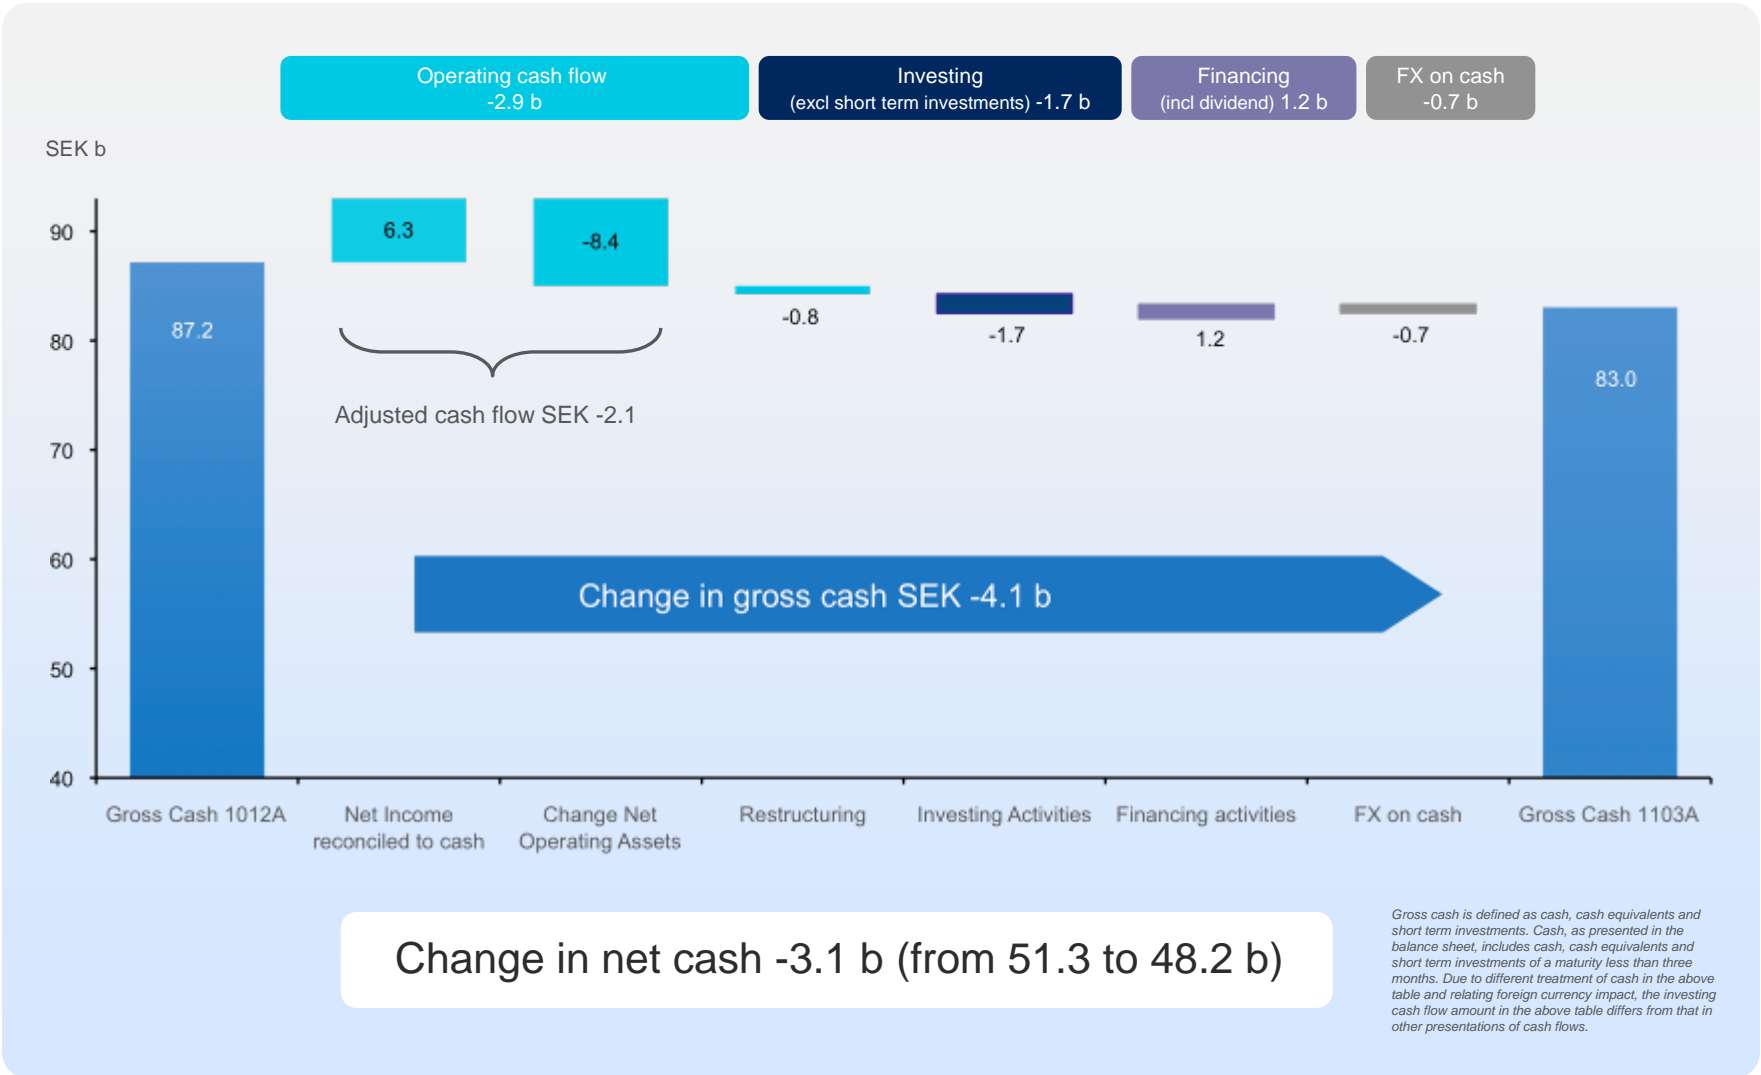 Operating cash flow
-2.9 b
Investing
(excl short term investments) -1.7 b
Financing
(incl dividend) 1.2 b
FX on cash
-0.7 b
SEK b
90
80
70
60
50
40
87.2
6.3
-8.4
-0.8
-1.7
1.2
-0.7
83.0
Adjusted cash flow SEK -2.1
Change in gross cash SEK -4.1 b
Gross Cash 1012A
Net Income
reconciled to cash
Change Net
Operating Assets
Restructuring
Investing Activities
Financing activities
FX on cash
Gross Cash 1103A
Change in net cash -3.1 b (from 51.3 to 48.2 b)
Gross cash is defined as cash, cash equivalents and
short term investments. Cash, as presented in the
balance sheet, includes cash, cash equivalents and
short term investments of a maturity less than three
months. Due to different treatment of cash in the above
table and relating foreign currency impact, the investing
cash flow amount in the above table differs from that in
other presentations of cash flows.